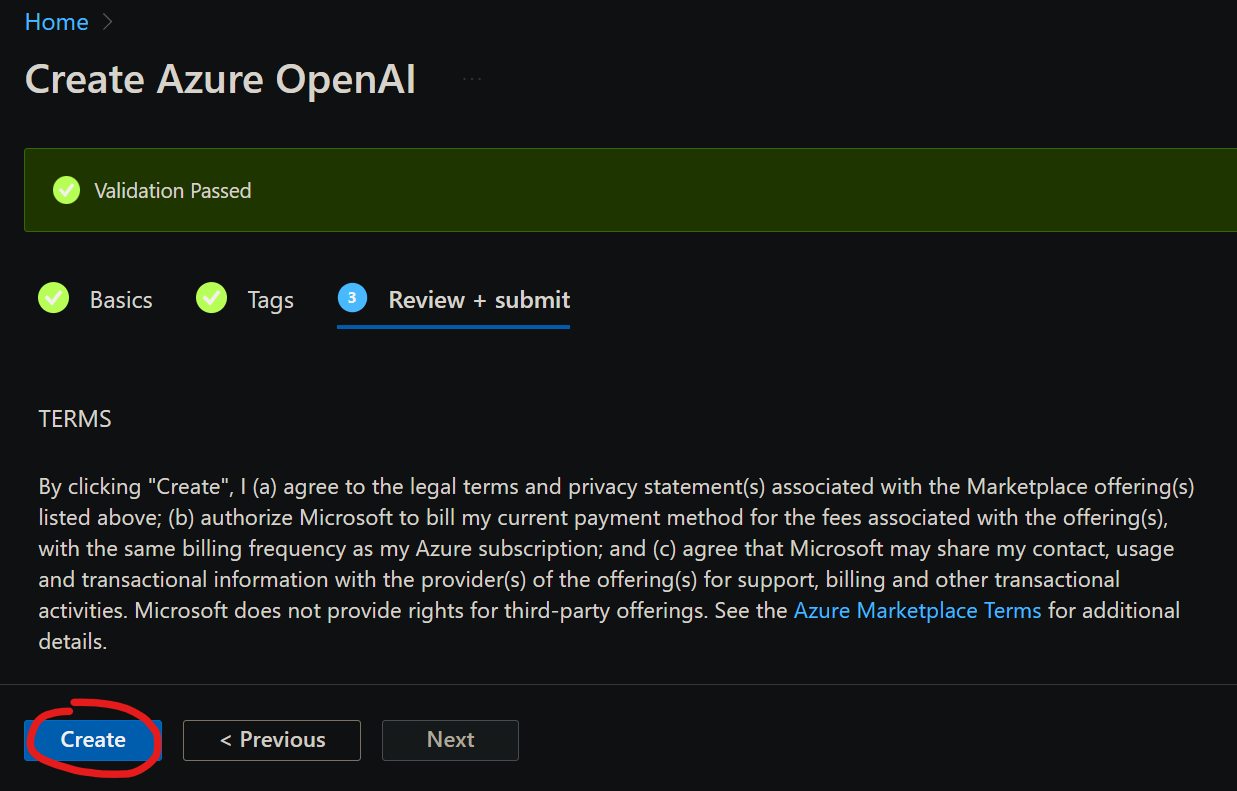 Home >
Create Azure OpenAI ...
Validation Passed
Basics Tags 3 Review + submit
TERMS
By clicking "Create", I (a) agree to the legal terms and privacy statement(s) associated with the Marketplace offering(s)
listed above; (b) authorize Microsoft to bill my current payment method for the fees associated with the offering(s),
with the same billing frequency as my Azure subscription; and (c) agree that Microsoft may share my contact, usage
and transactional information with the provider(s) of the offering(s) for support, billing and other transactional
activities. Microsoft does not provide rights for third-party offerings. See the Azure Marketplace Terms for additional
details.
Create < Previous Next